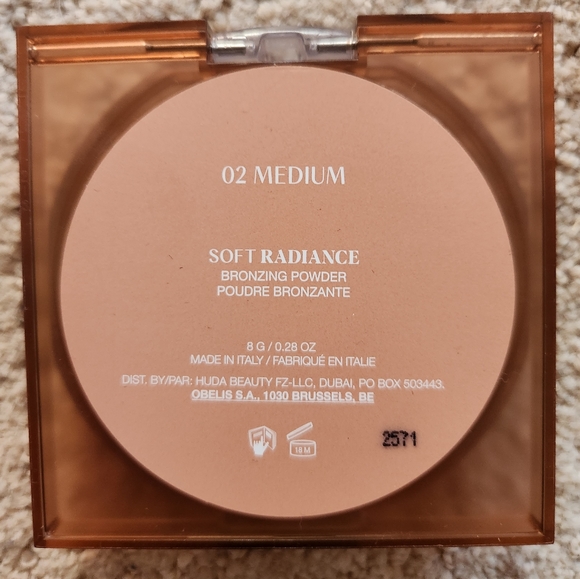 02 MEDIUM
SOFT RADIANCE
BRONZING POWDER
POUDRE BRONZANTE
8 G / 0.28 OZ
MADE IN ITALY / FABRIQUÉ EN ITALIE
DIST. BY/PAR: HUDA BEAUTY FZ-LLC, DUBAI, PO BOX 503443.
OBELIS S.A., 1030 BRUSSELS, BE
18M
2571